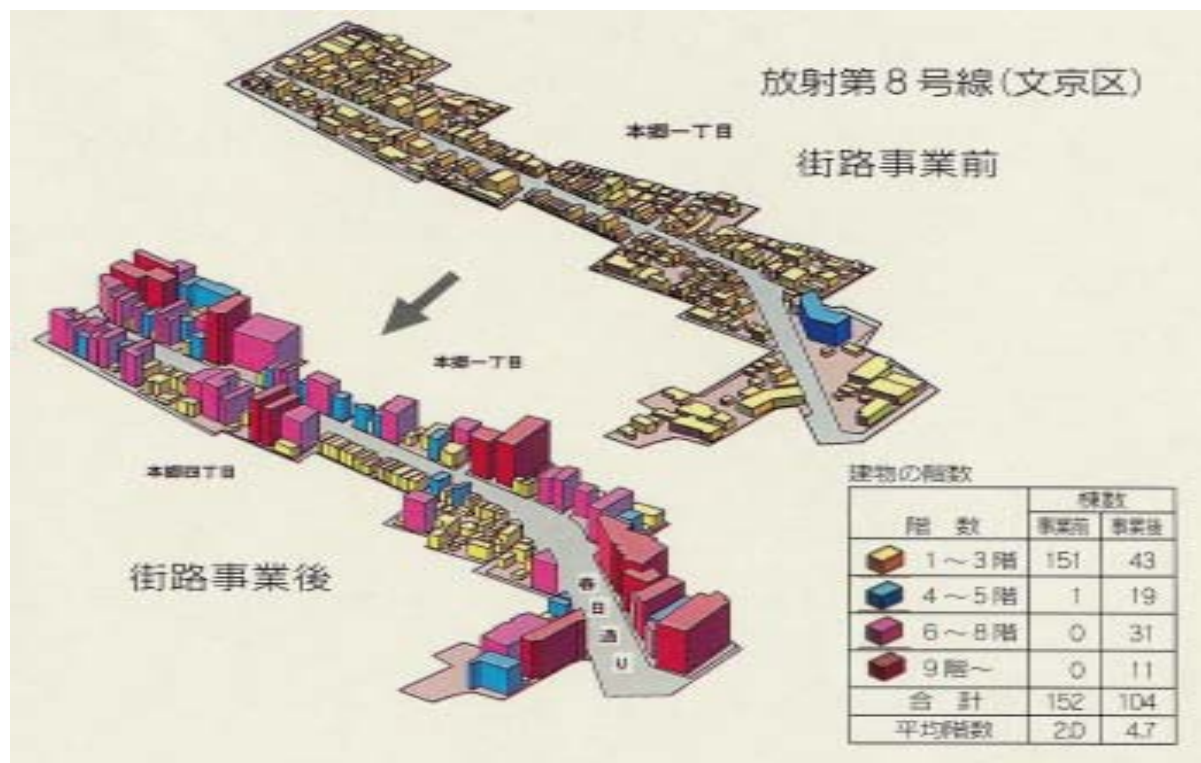 放射第8号線(文京区)
本郷一丁目
街路事業前
本郷一丁目
本郷四丁目
街路事業後
春日通り
建物の階数
階 数 棟数
事業前 事業後
1～3階 151 43
4～5階 1 19
6～8階 0 31
9階～ 0 11
合 計 152 104
平均階数 2.0 4.7